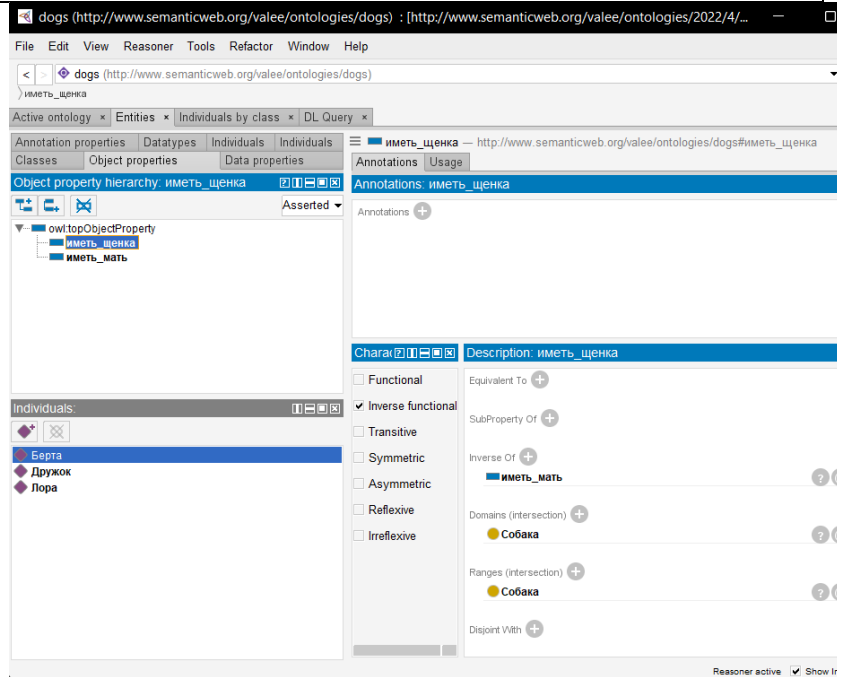 dogs (http://www.semanticweb.org/valee/ontologies/dogs) : [http://www.semanticweb.org/valee/ontologies/2022/4/...
File Edit View Reasoner Tools Refactor Window Help
< > dogs (http://www.semanticweb.org/valee/ontologies/dogs)
иметь_щенка
Active ontology × Entities × Individuals by class × DL Query ×
Annotation properties Datatypes Individuals Individuals
Classes Object properties Data properties
Object property hierarchy: иметь_щенка
Asserted
owl:topObjectProperty
иметь_щенка
иметь_мать
Individuals:
Берта
Дружок
Лора
иметь_щенка — http://www.semanticweb.org/valee/ontologies/dogs#иметь_щенка
Annotations Usage
Annotations: иметь_щенка
Annotations
Charac
Functional
Inverse functional
Transitive
Symmetric
Asymmetric
Reflexive
Irreflexive
Description: иметь_щенка
Equivalent To
SubProperty Of
Inverse Of
иметь_мать
Domains (intersection)
Собака
Ranges (intersection)
Собака
Disjoint With
Reasoner active Show In